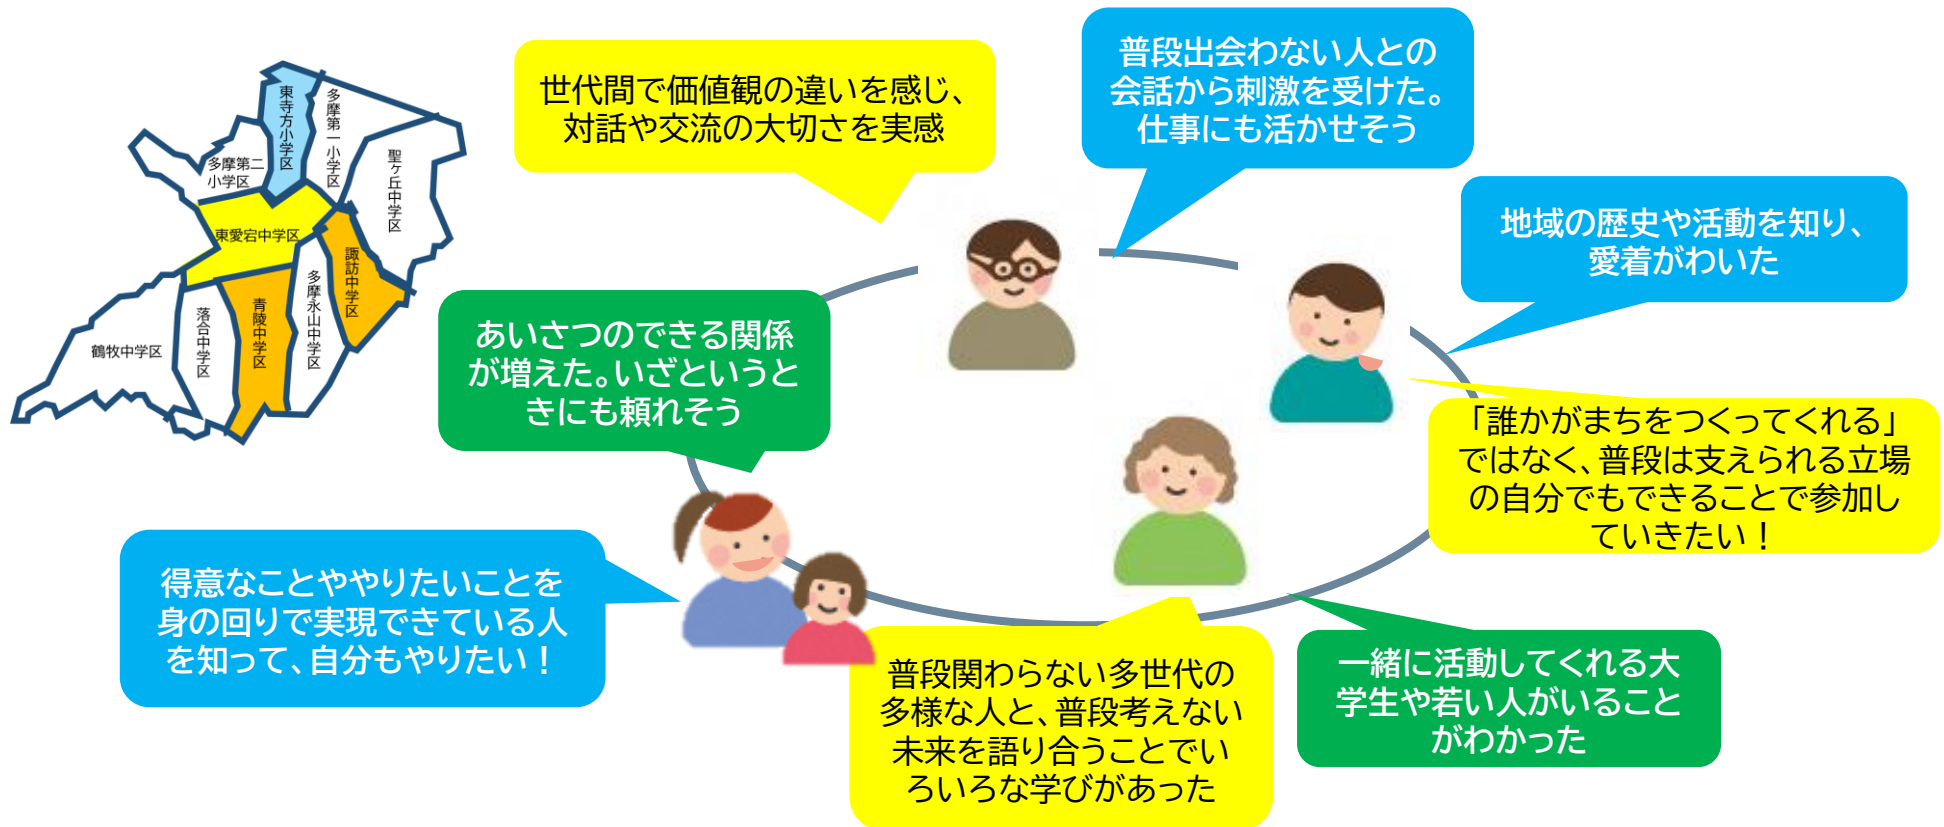 東寺方小学区
多摩第一小学区
多摩第二
小学区
聖ヶ丘中学区
東愛宕中学区
諏訪中学区
多摩永山中学区
青陵中学区
落合中学区
鶴牧中学区
世代間で価値観の違いを感じ、
対話や交流の大切さを実感
普段出会わない人との
会話から刺激を受けた。
仕事にも活かせそう
地域の歴史や活動を知り、
愛着がわいた
あいさつのできる関係
が増えた。いざというと
きにも頼れそう
「誰かがまちをつくってくれる」
ではなく、普段は支えられる立場
の自分でもできることで参加し
ていきたい！
得意なことややりたいことを
身の回りで実現できている人
を知って、自分もやりたい！
普段関わらない多世代の
多様な人と、普段考えない
未来を語り合うことでい
ろいろな学びがあった
一緒に活動してくれる大
学生や若い人がいること
がわかった